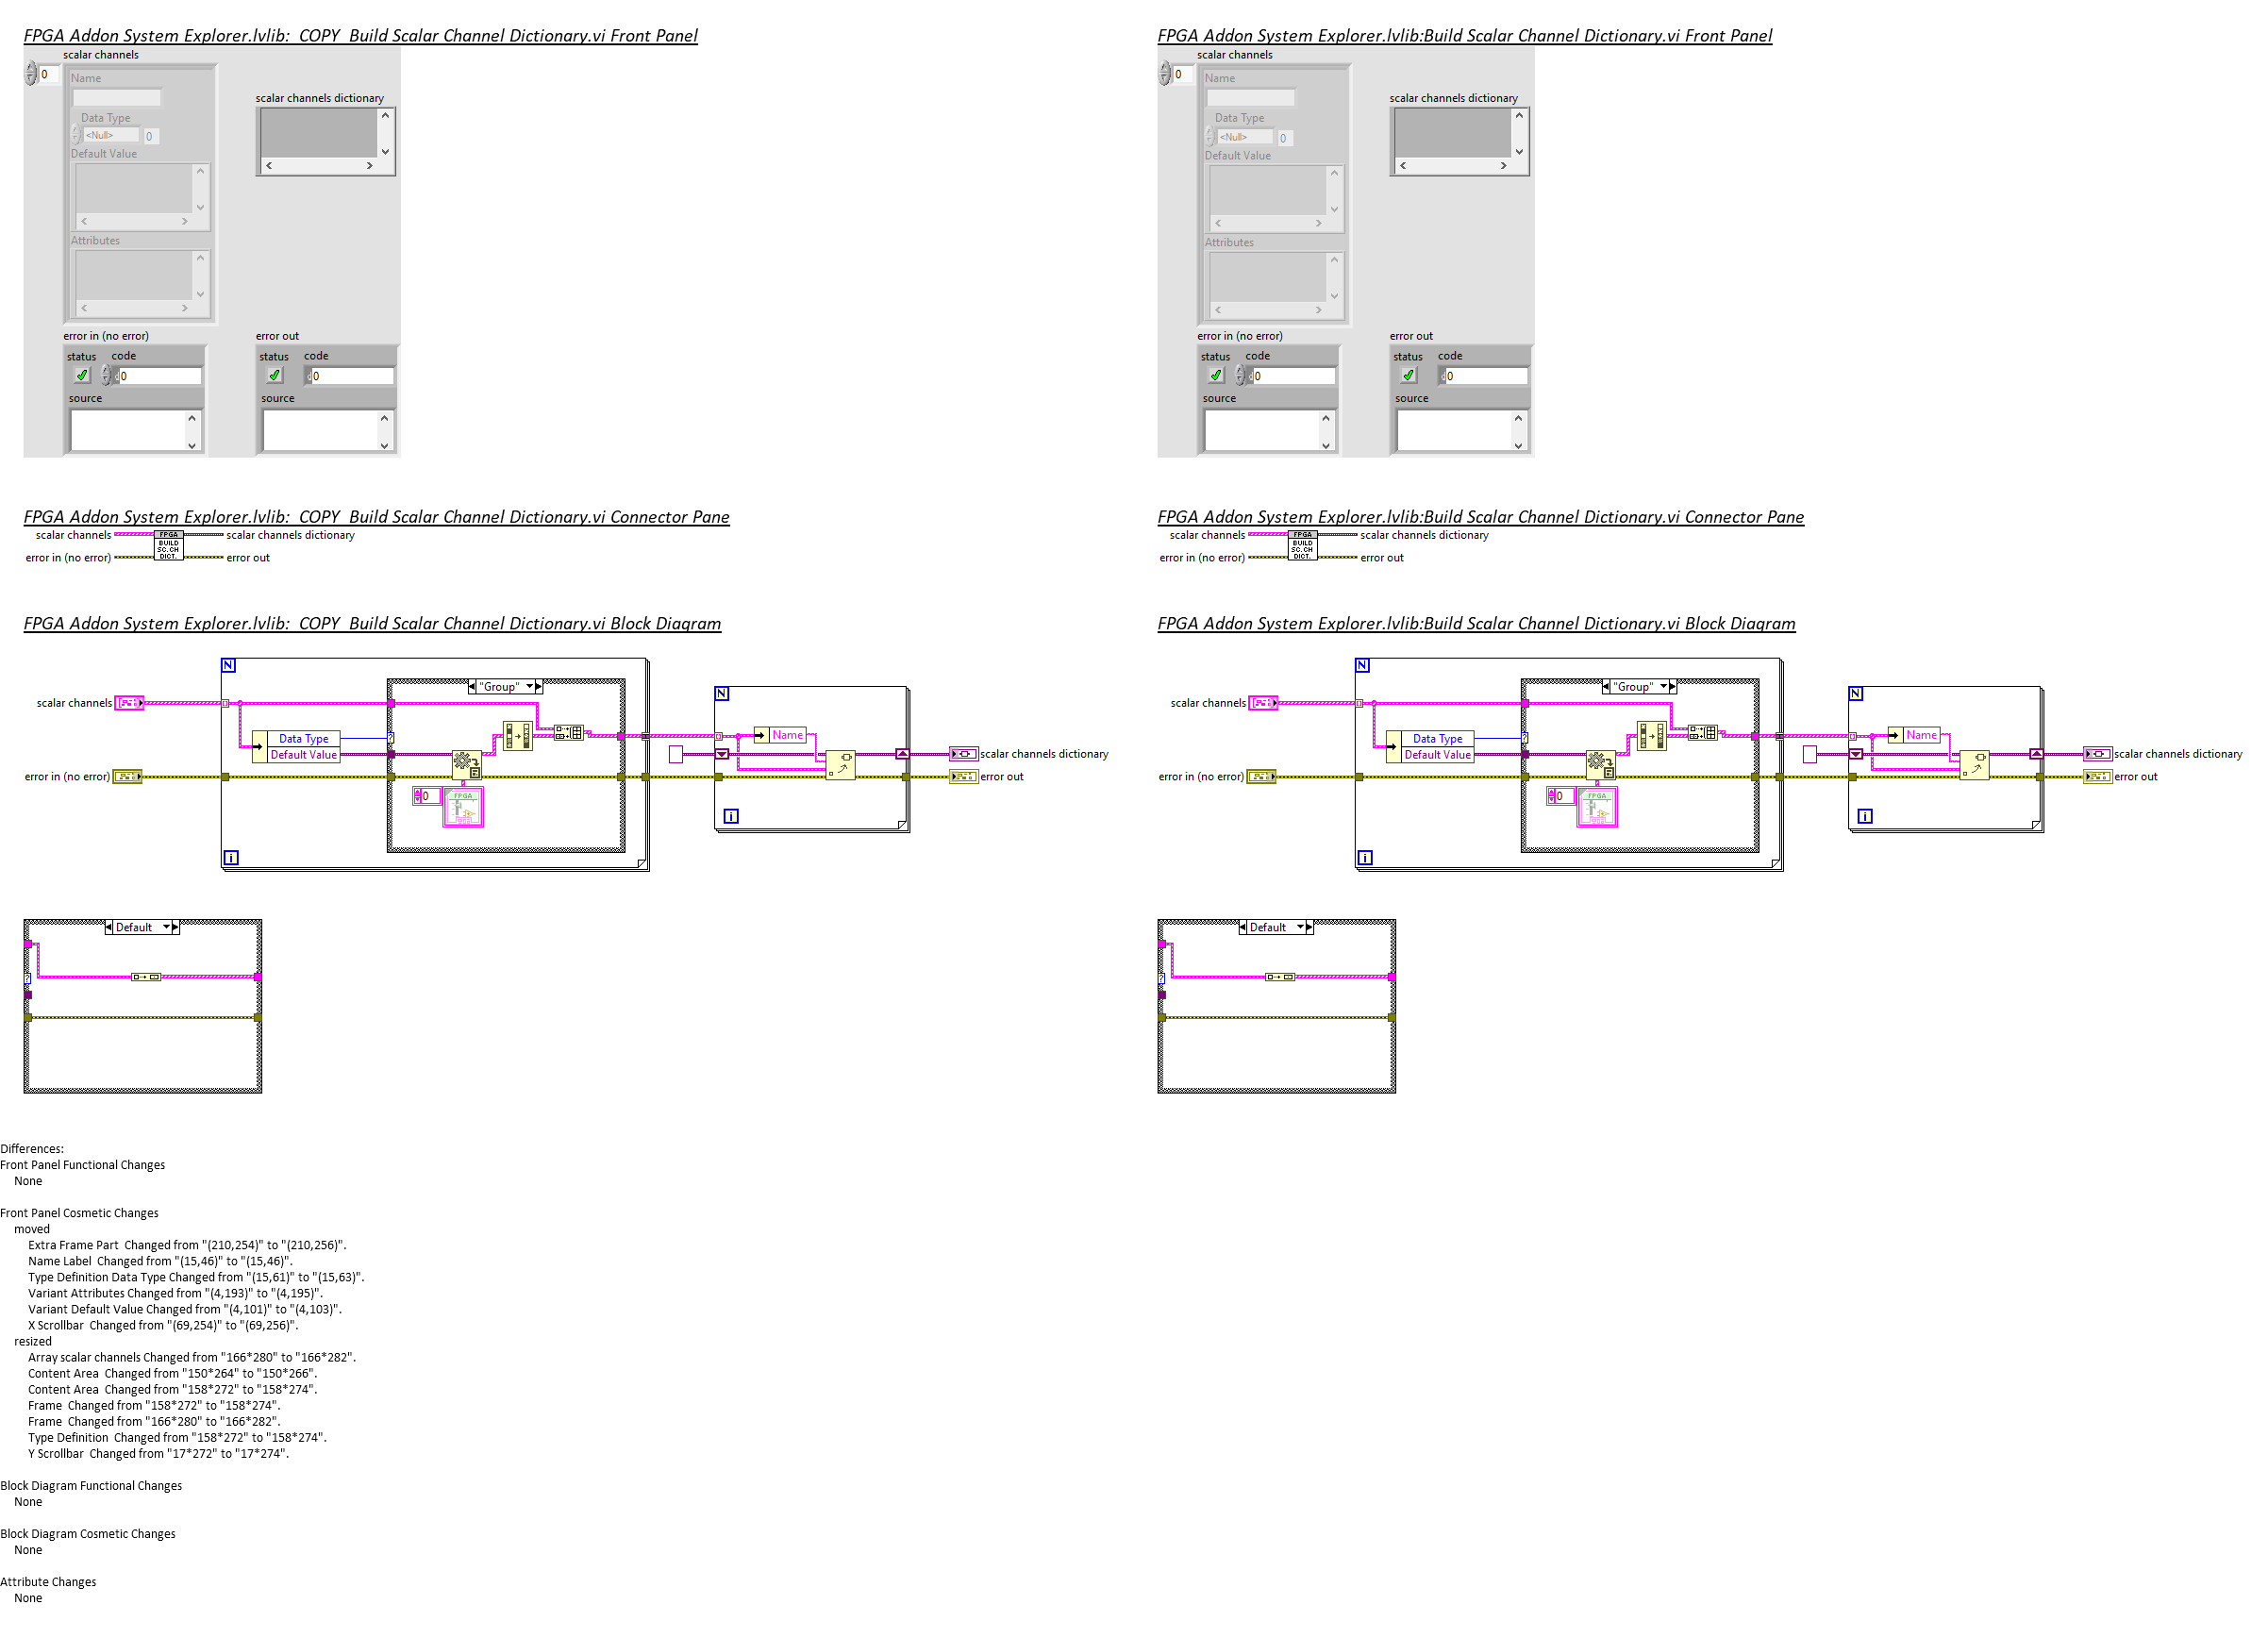 FPGA Addon System Explorer.lvlib:  COPY  Build Scalar Channel Dictionary.vi Front Panel
scalar channels
0
Name
Data Type
<Null>
0
Default Value
Attributes
scalar channels dictionary
error in (no error)
status
code
0
source
error out
status
code
0
source
FPGA Addon System Explorer.lvlib:Build Scalar Channel Dictionary.vi Front Panel
scalar channels
0
Name
Data Type
<Null>
0
Default Value
Attributes
scalar channels dictionary
error in (no error)
status
code
0
source
error out
status
code
0
source
FPGA Addon System Explorer.lvlib:  COPY  Build Scalar Channel Dictionary.vi Connector Pane
scalar channels
error in (no error)
FPGA
BUILD
SC.CH
DICT.
scalar channels dictionary
error out
FPGA Addon System Explorer.lvlib:Build Scalar Channel Dictionary.vi Connector Pane
scalar channels
error in (no error)
FPGA
BUILD
SC.CH
DICT.
scalar channels dictionary
error out
FPGA Addon System Explorer.lvlib:  COPY  Build Scalar Channel Dictionary.vi Block Diagram
N
scalar channels
"Group"
Data Type
Default Value
error in (no error)
0
FPGA
i
N
Name
i
scalar channels dictionary
error out
FPGA Addon System Explorer.lvlib:Build Scalar Channel Dictionary.vi Block Diagram
N
scalar channels
"Group"
Data Type
Default Value
error in (no error)
0
FPGA
i
N
Name
i
scalar channels dictionary
error out
Default
Default
Differences:
Front Panel Functional Changes
None
Front Panel Cosmetic Changes
moved
Extra Frame Part  Changed from "(210,254)" to "(210,256)".
Name Label  Changed from "(15,46)" to "(15,46)".
Type Definition Data Type Changed from "(15,61)" to "(15,63)".
Variant Attributes Changed from "(4,193)" to "(4,195)".
Variant Default Value Changed from "(4,101)" to "(4,103)".
X Scrollbar  Changed from "(69,254)" to "(69,256)".
resized
Array scalar channels Changed from "166*280" to "166*282".
Content Area  Changed from "150*264" to "150*266".
Content Area  Changed from "158*272" to "158*274".
Frame  Changed from "158*272" to "158*274".
Frame  Changed from "166*280" to "166*282".
Type Definition  Changed from "158*272" to "158*274".
Y Scrollbar  Changed from "17*272" to "17*274".
Block Diagram Functional Changes
None
Block Diagram Cosmetic Changes
None
Attribute Changes
None